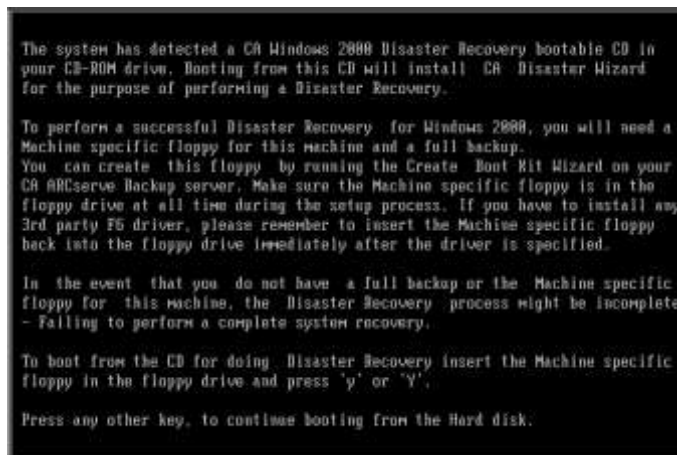 The system has detected a CA Windows 2000 Disaster Recovery bootable CD in
your CD-ROM drive. Booting from this CD will install CA Disaster Wizard
for the purpose of performing a Disaster Recovery.
To perform a successful Disaster Recovery for Windows 2000, you will need a
Machine specific floppy for this machine and a full backup.
You can create this floppy by running the Create Boot Kit Wizard on your
CA ARCserve Backup server. Make sure the Machine specific floppy is in the
floppy drive at all time during the setup process. If you have to install any
3rd party F6 driver, please remember to insert the Machine specific floppy
back into the floppy drive immediately after the driver is specified.
In the event that you do not have a full backup or the Machine specific
floppy for this machine, the Disaster Recovery process might be incomplete
- Failing to perform a complete system recovery.
To boot from the CD for doing Disaster Recovery insert the Machine specific
floppy in the floppy drive and press 'y' or 'Y'.
Press any other key, to continue booting from the Hard disk.